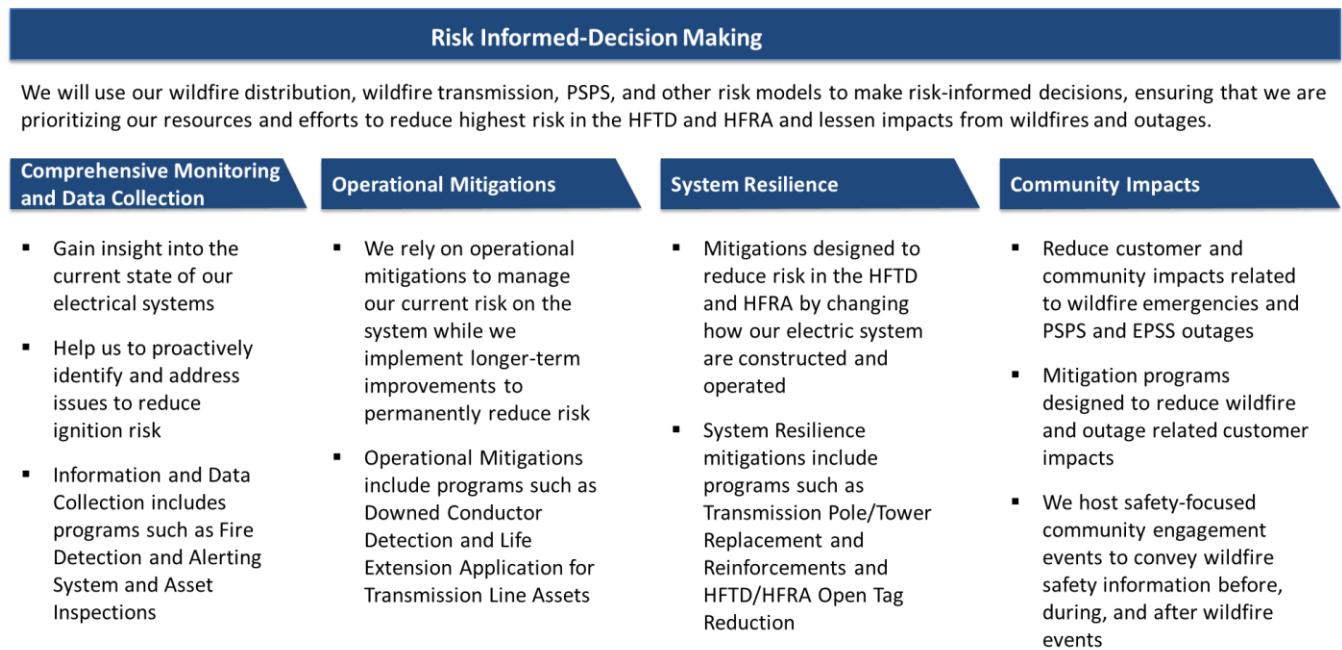 Risk Informed-Decision Making
We will use our wildfire distribution, wildfire transmission, PSPS, and other risk models to make risk-informed decisions, ensuring that we are
prioritizing our resources and efforts to reduce highest risk in the HFTD and HFRA and lessen impacts from wildfires and outages.
Comprehensive Monitoring
and Data Collection
▪ Gain insight into the
current state of our
electrical systems
▪ Help us to proactively
identify and address
issues to reduce
ignition risk
▪ Information and Data
Collection includes
programs such as Fire
Detection and Alerting
System and Asset
Inspections
Operational Mitigations
▪ We rely on operational
mitigations to manage
our current risk on the
system while we
implement longer-term
improvements to
permanently reduce risk
▪ Operational Mitigations
include programs such as
Downed Conductor
Detection and Life
Extension Application for
Transmission Line Assets
System Resilience
▪ Mitigations designed to
reduce risk in the HFTD
and HFRA by changing
how our electric system
are constructed and
operated
▪ System Resilience
mitigations include
programs such as
Transmission Pole/Tower
Replacement and
Reinforcements and
HFTD/HFRA Open Tag
Reduction
Community Impacts
▪ Reduce customer and
community impacts related
to wildfire emergencies and
PSPS and EPSS outages
▪ Mitigation programs
designed to reduce wildfire
and outage related customer
impacts
▪ We host safety-focused
community engagement
events to convey wildfire
safety information before,
during, and after wildfire
events